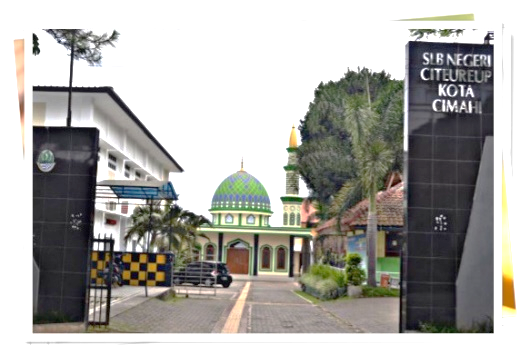 SLB NEGERI
CITEUREUP
KOTA
CIMAHI